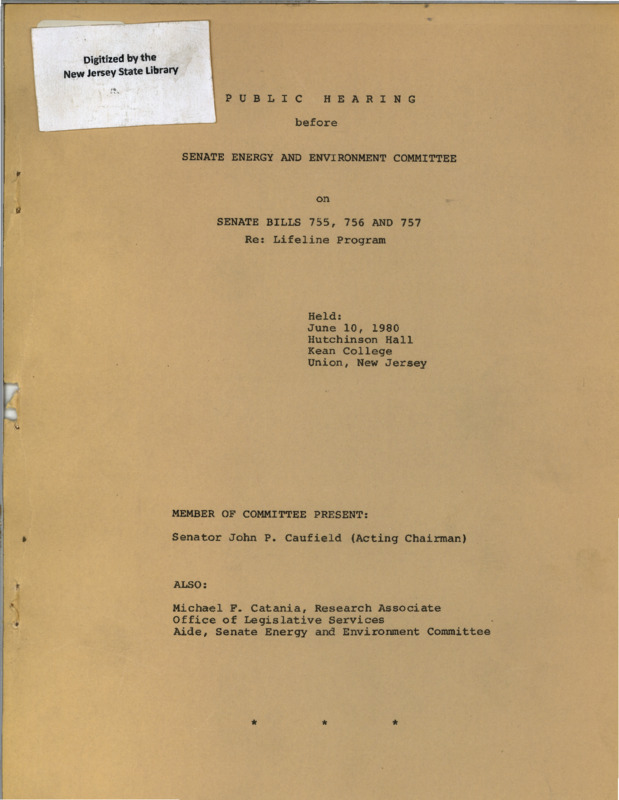 Digitized by the
New Jersey State Library
PUBLIC HEARING
before
SENATE ENERGY AND ENVIRONMENT COMMITTEE
on
SENATE BILLS 755, 756 AND 757
Re: Lifeline Program
Held:
June 10, 1980
Hutchinson Hall
Kean College
Union, New Jersey
MEMBER OF COMMITTEE PRESENT:
Senator John P. Caufield (Acting Chairman)
ALSO:
Michael F. Catania, Research Associate
Office of Legislative Services
Aide, Senate Energy and Environment Committee
* * *